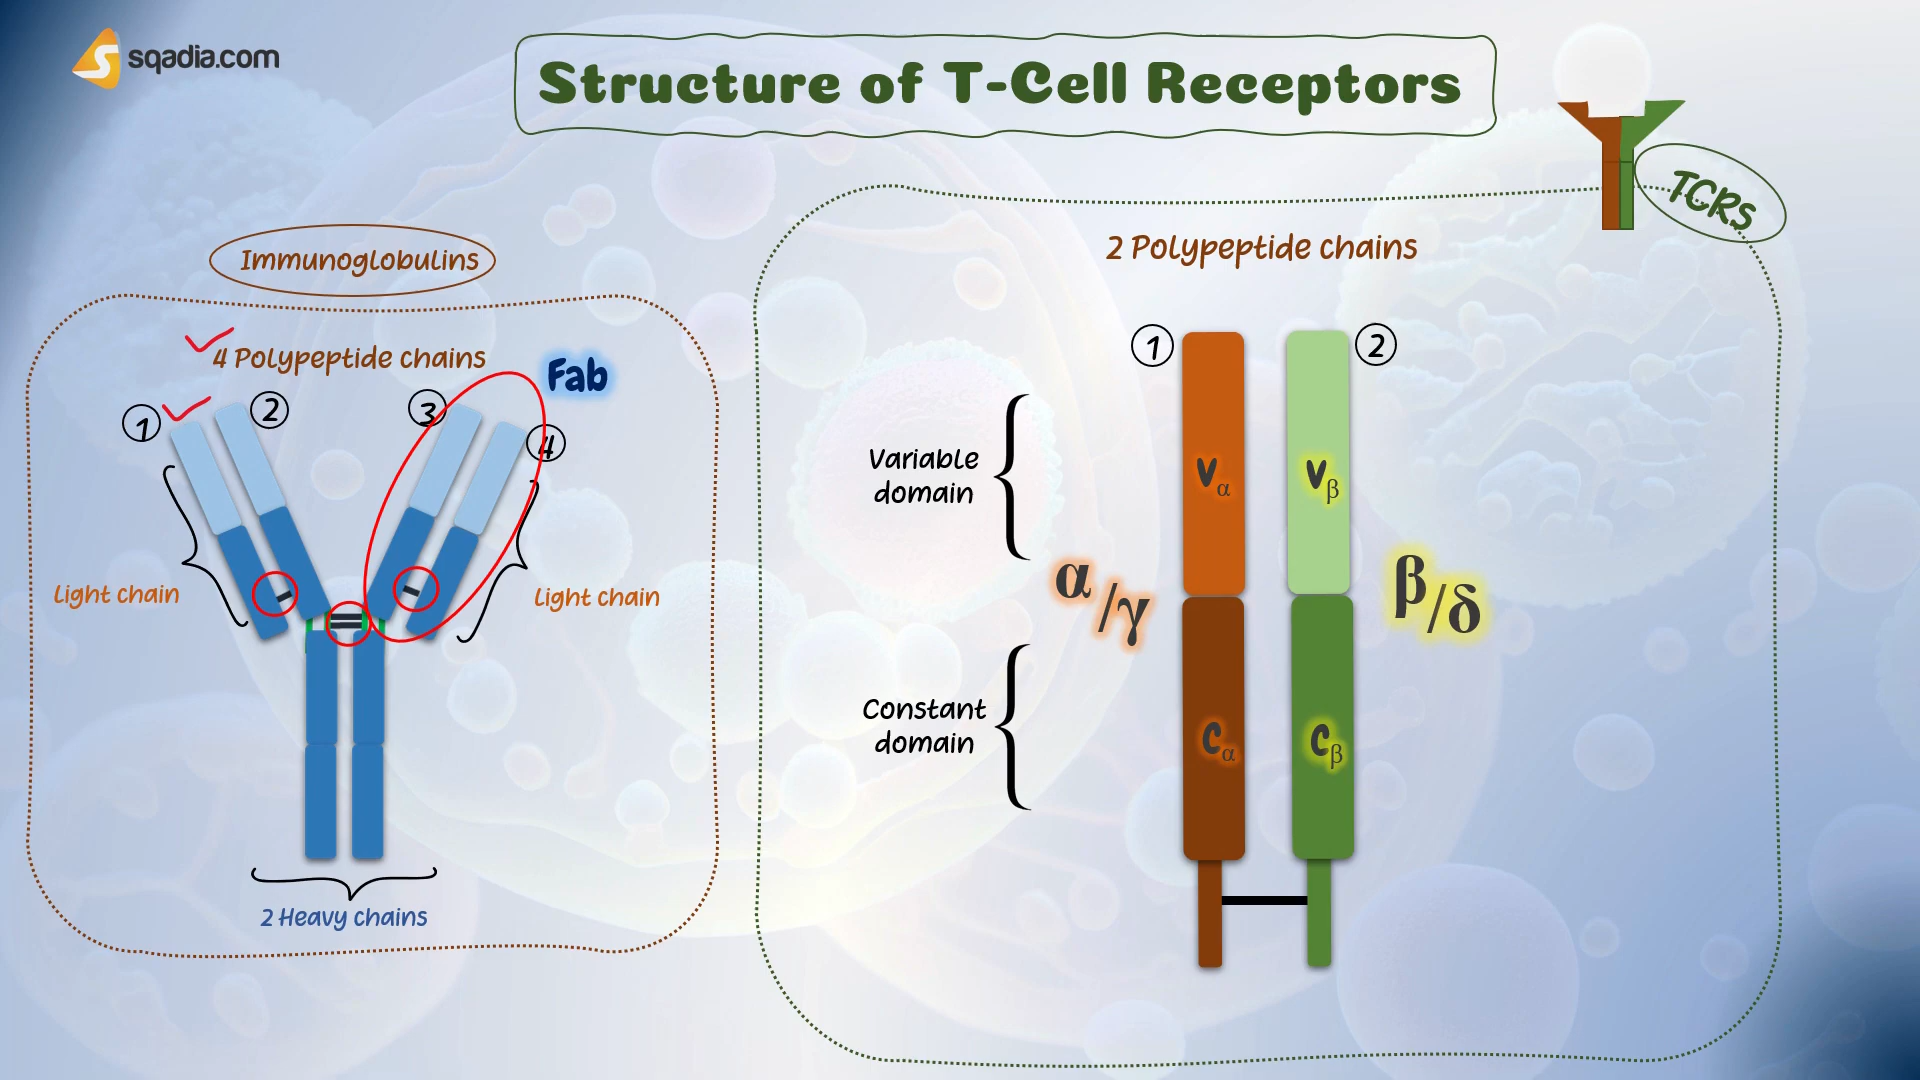 sqadia.com
Structure of T-Cell Receptors
TCRs
Immunoglobulins
4 Polypeptide chains
Fab
1
2
3
4
Light chain
Light chain
2 Heavy chains
2 Polypeptide chains
1
2
Variable
domain
Vα
Vβ
α/γ
β/δ
Constant
domain
Cα
Cβ